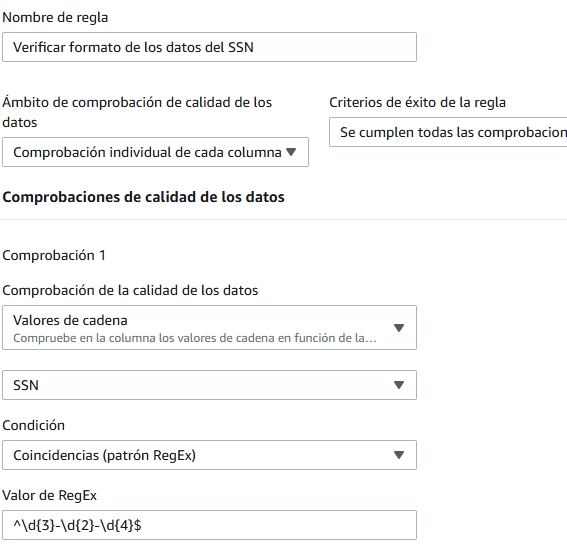 Nombre de regla
Verificar formato de los datos del SSN
Ámbito de comprobación de calidad de los
datos
Comprobación individual de cada columna
Criterios de éxito de la regla
Se cumplen todas las comprobacion
Comprobaciones de calidad de los datos
Comprobación 1
Comprobación de la calidad de los datos
Valores de cadena
Compruebe en la columna los valores de cadena en función de la...
SSN
Condición
Coincidencias (patrón RegEx)
Valor de RegEx
^\d{3}-\d{2}-\d{4}$